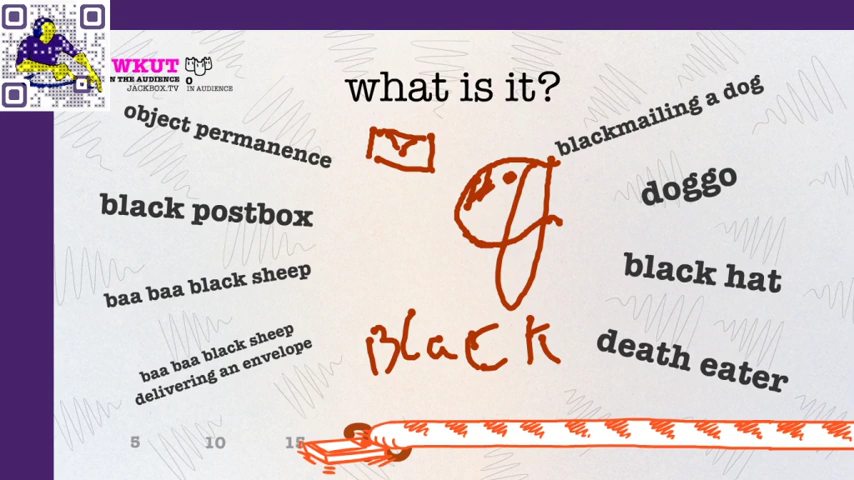 WKUT
N THE AUDIENCE
JACKBOX.TV
0
IN AUDIENCE
what is it?
object permanence
black postbox
baa baa black sheep
baa baa black sheep
delivering an envelope
BlacK
blackmailing a dog
doggo
black hat
death eater
5
10
15